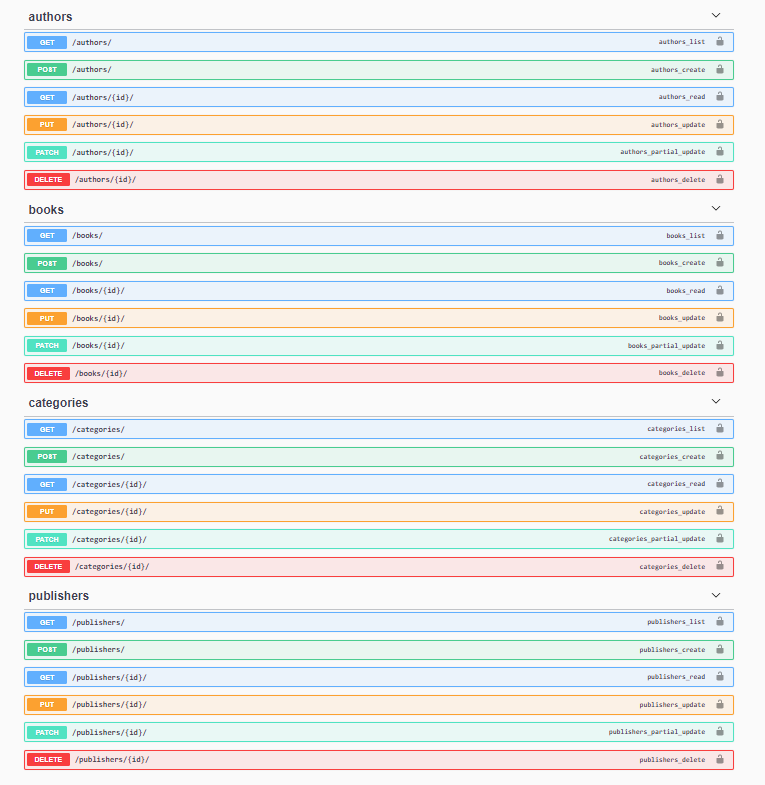 authors
GET /authors/ authors_list
POST /authors/ authors_create
GET /authors/{id}/ authors_read
PUT /authors/{id}/ authors_update
PATCH /authors/{id}/ authors_partial_update
DELETE /authors/{id}/ authors_delete
books
GET /books/ books_list
POST /books/ books_create
GET /books/{id}/ books_read
PUT /books/{id}/ books_update
PATCH /books/{id}/ books_partial_update
DELETE /books/{id}/ books_delete
categories
GET /categories/ categories_list
POST /categories/ categories_create
GET /categories/{id}/ categories_read
PUT /categories/{id}/ categories_update
PATCH /categories/{id}/ categories_partial_update
DELETE /categories/{id}/ categories_delete
publishers
GET /publishers/ publishers_list
POST /publishers/ publishers_create
GET /publishers/{id}/ publishers_read
PUT /publishers/{id}/ publishers_update
PATCH /publishers/{id}/ publishers_partial_update
DELETE /publishers/{id}/ publishers_delete